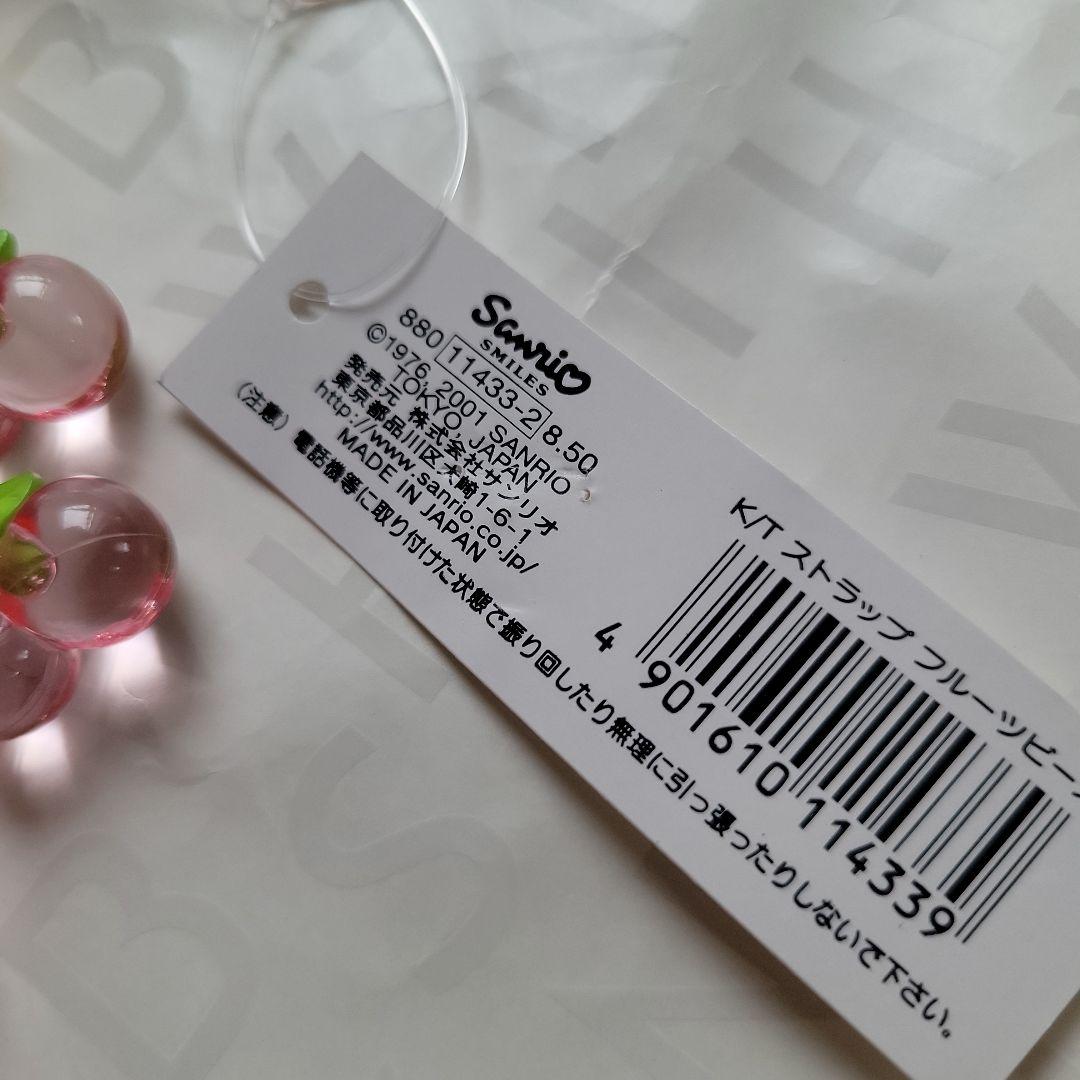 Sanrio
SMILES
880 11433-2 8.50
©1976, 2001 SANRIO
TOKYO, JAPAN
発売元 株式会社サンリオ
東京都品川区大崎1-6-1
http://www.sanrio.co.jp/
MADE IN JAPAN
(注意) 電話機等に取り付けた状態で振り回したり無理に引っ張ったりしないで下さい。
K/T ストラップ フルーツビー
4 901610 114339